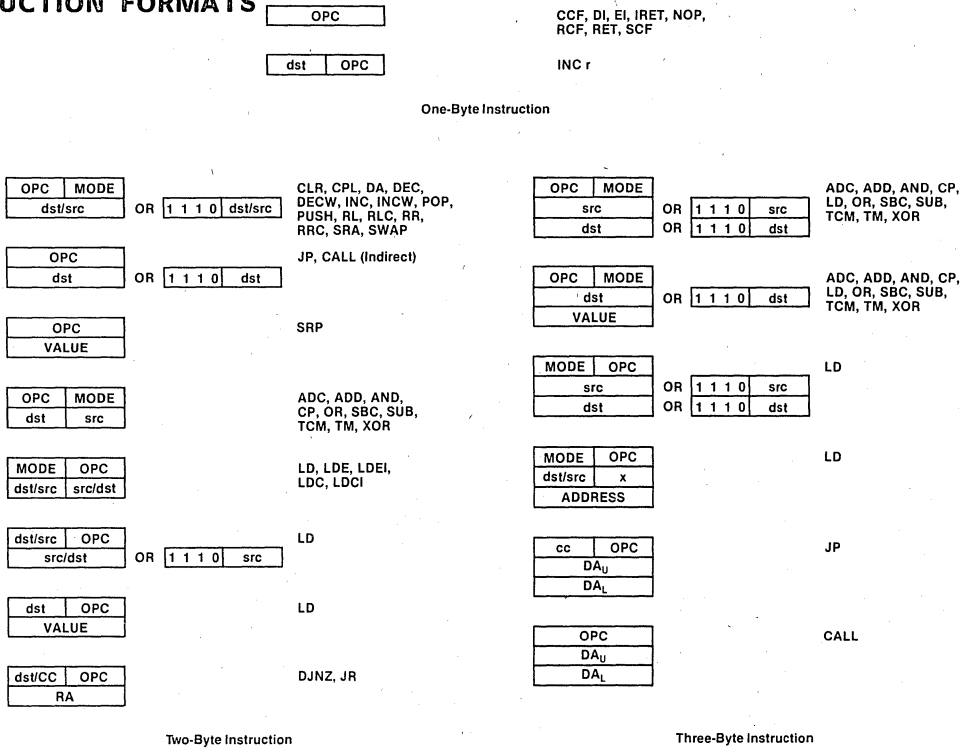 OPC
CCF, DI, EI, IRET, NOP,
RCF, RET, SCF
dst OPC
INC r
One-Byte Instruction
OPC MODE
dst/src OR 1 1 1 0 dst/src
CLR, CPL, DA, DEC,
DECW, INC, INCW, POP,
PUSH, RL, RLC, RR,
RRC, SRA, SWAP
OPC
dst OR 1 1 1 0 dst
JP, CALL (Indirect)
OPC
VALUE
SRP
OPC MODE
dst src
ADC, ADD, AND,
CP, OR, SBC, SUB,
TCM, TM, XOR
MODE OPC
dst/src src/dst
LD, LDE, LDEI,
LDC, LDCI
dst/src OPC
src/dst OR 1 1 1 0 src
LD
dst OPC
VALUE
LD
dst/CC OPC
RA
DJNZ, JR
Two-Byte Instruction
OPC MODE
src OR 1 1 1 0 src
dst OR 1 1 1 0 dst
ADC, ADD, AND, CP,
LD, OR, SBC, SUB,
TCM, TM, XOR
OPC MODE
dst OR 1 1 1 0 dst
VALUE
ADC, ADD, AND, CP,
LD, OR, SBC, SUB,
TCM, TM, XOR
MODE OPC
src OR 1 1 1 0 src
dst OR 1 1 1 0 dst
LD
MODE OPC
dst/src x
ADDRESS
LD
cc OPC
DAU
DAL
JP
OPC
DAU
DAL
CALL
Three-Byte Instruction